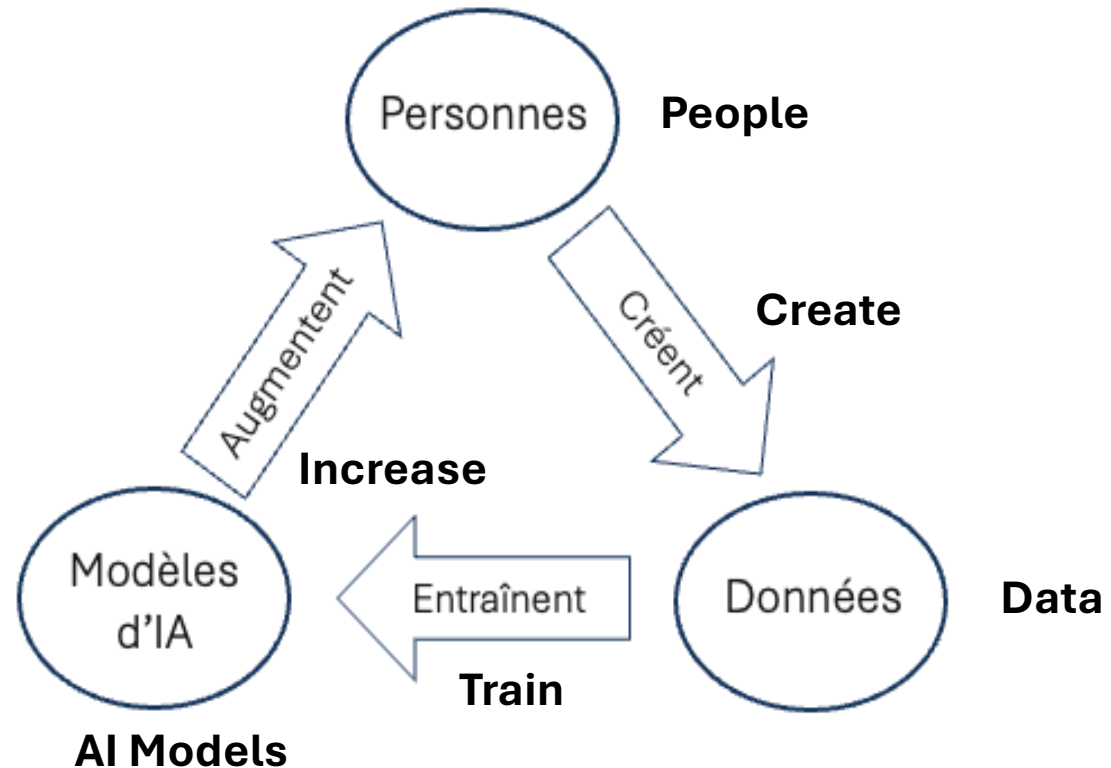 Personnes
People
Créent
Create
Augmentent
Increase
Modèles
d’IA
Entraînent
Données
Data
Train
AI Models